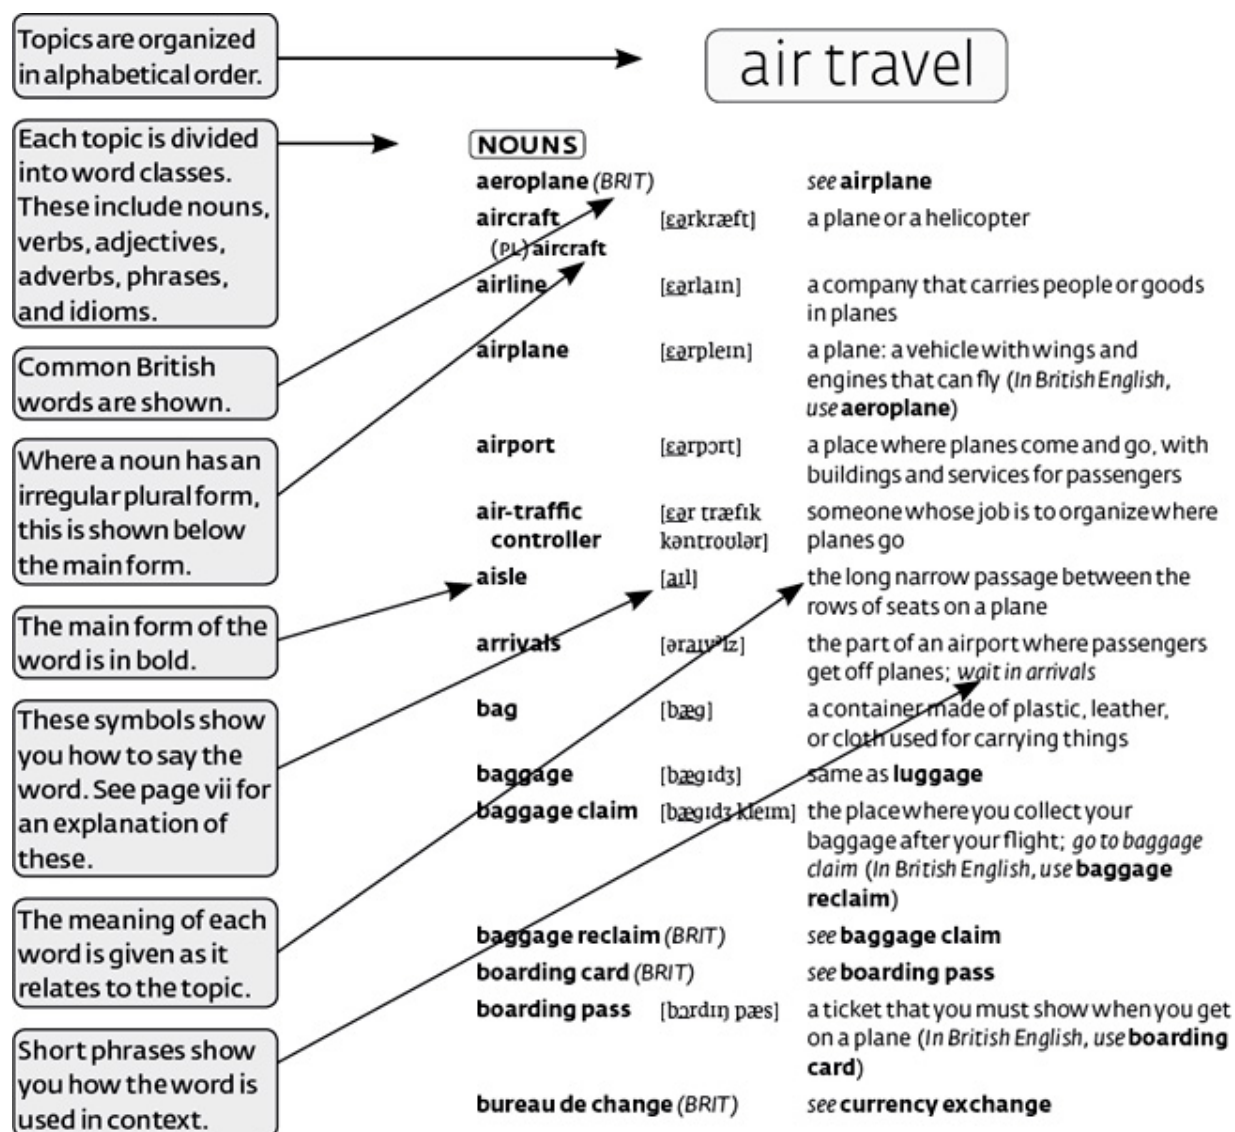 Topics are organized
in alphabetical order.
Each topic is divided
into word classes.
These include nouns,
verbs, adjectives,
adverbs, phrases,
and idioms.
Common British
words are shown.
Where a noun has an
irregular plural form,
this is shown below
the main form.
The main form of the
word is in bold.
These symbols show
you how to say the
word. See page vii for
an explanation of
these.
The meaning of each
word is given as it
relates to the topic.
Short phrases show
you how the word is
used in context.
air travel
NOUNS
aeroplane (BRIT) see airplane
aircraft [ɛərkræft] a plane or a helicopter
(PL) aircraft
airline [ɛərlaɪn] a company that carries people or goods
in planes
airplane [ɛərpleɪn] a plane: a vehicle with wings and
engines that can fly (In British English,
use aeroplane)
airport [ɛərpɔrt] a place where planes come and go, with
buildings and services for passengers
air-traffic [ɛər træfɪk someone whose job is to organize where
controller kəntroʊlər] planes go
aisle [aɪl] the long narrow passage between the
rows of seats on a plane
arrivals [əraɪvᵊlz] the part of an airport where passengers
get off planes; wait in arrivals
bag [bæg] a container made of plastic, leather,
or cloth used for carrying things
baggage [bægɪdʒ] same as luggage
baggage claim [bægɪdʒ kleɪm] the place where you collect your
baggage after your flight; go to baggage
claim (In British English, use baggage
reclaim)
baggage reclaim (BRIT) see baggage claim
boarding card (BRIT) see boarding pass
boarding pass [bɔrdɪŋ pæs] a ticket that you must show when you get
on a plane (In British English, use boarding
card)
bureau de change (BRIT) see currency exchange